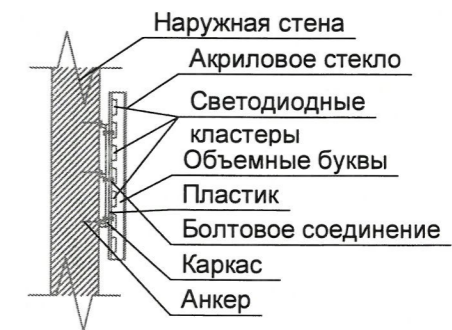 Наружная стена
Акриловое стекло
Светодиодные
кластеры
Объемные буквы
Пластик
Болтовое соединение
Каркас
Анкер